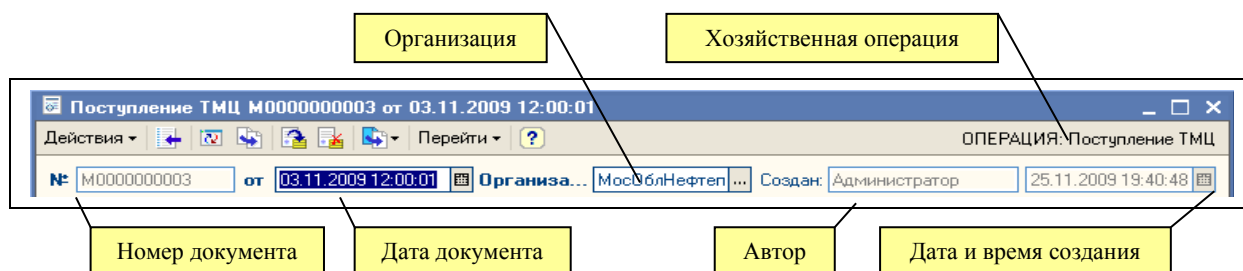 Организация
Хозяйственная операция
Поступление ТМЦ М0000000003 от 03.11.2009 12:00:01
Действия Перейти ? ОПЕРАЦИЯ: Поступление ТМЦ
№ М0000000003 от 03.11.2009 12:00:01 Организа... МосОблНефтеп ... Создан: Администратор 25.11.2009 19:40:48
Номер документа
Дата документа
Автор
Дата и время создания